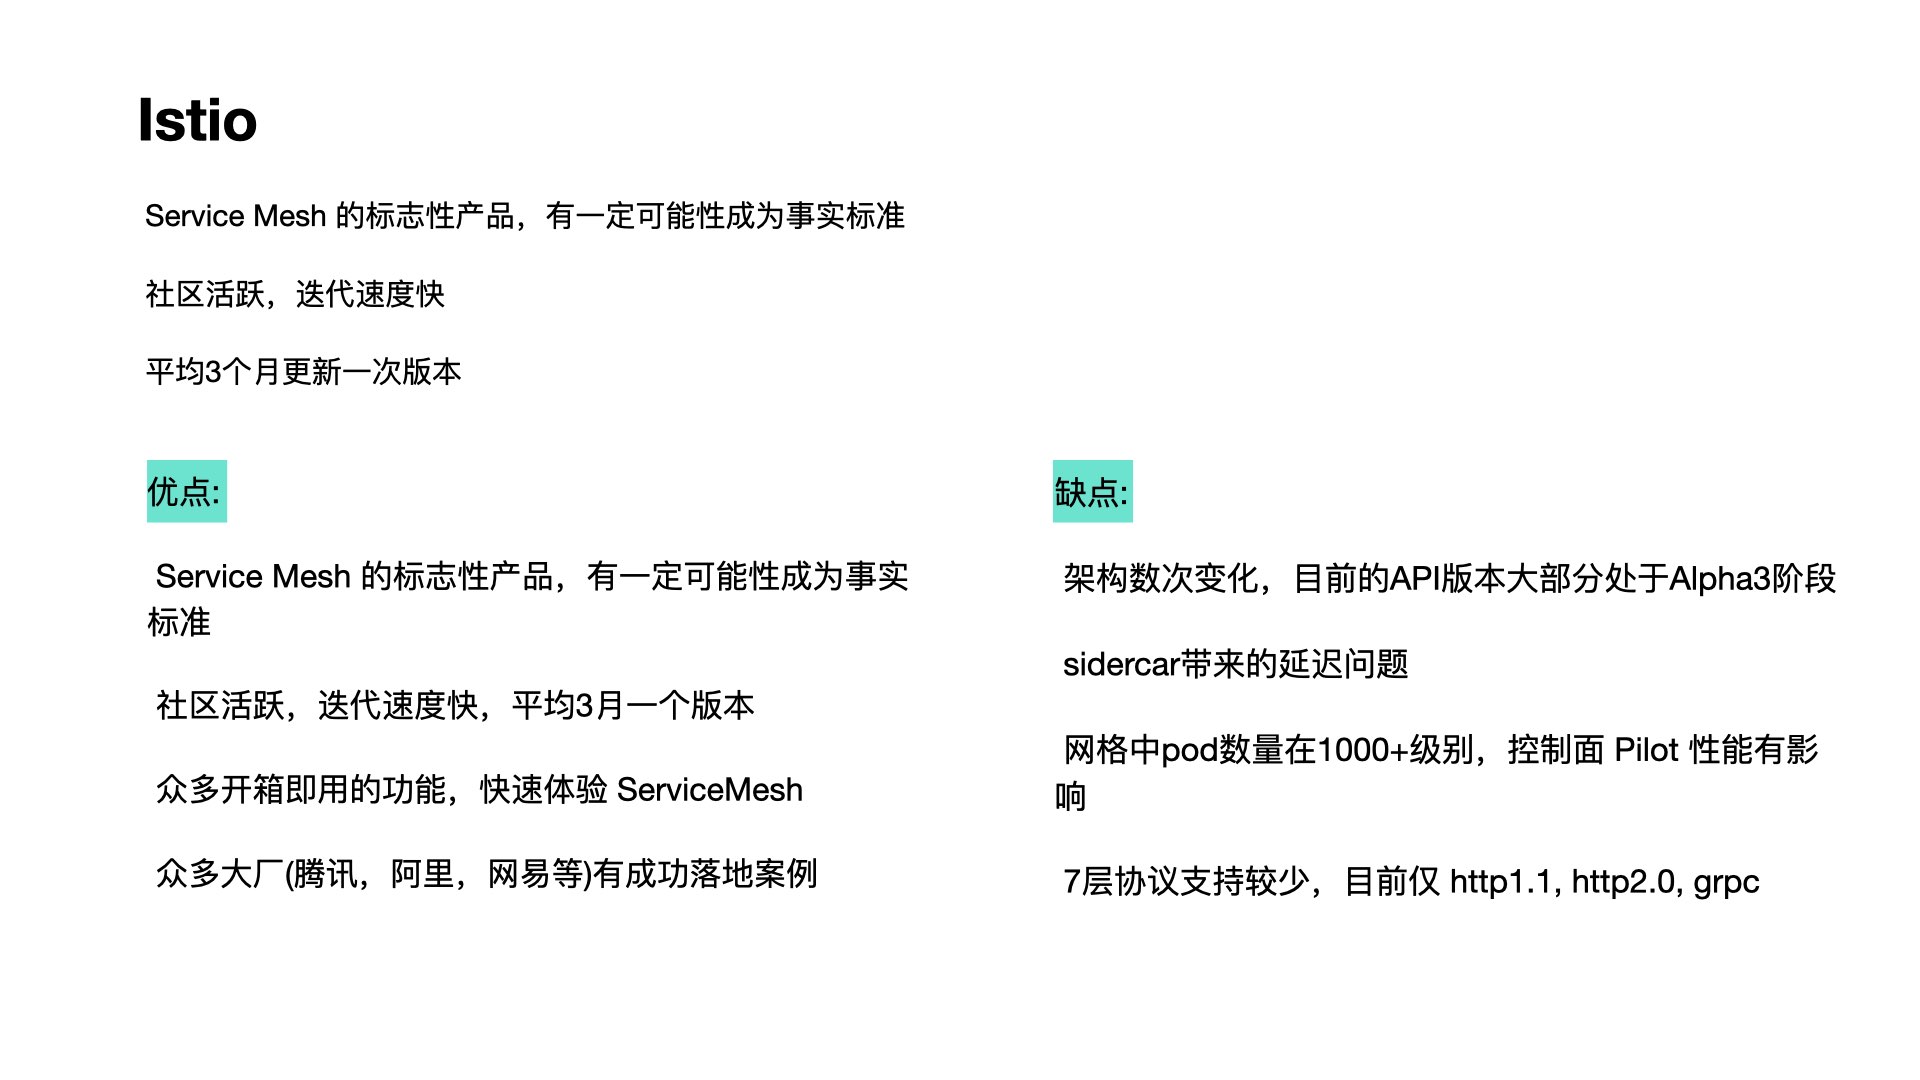 Istio
Service Mesh 的标志性产品，有一定可能性成为事实标准
社区活跃，迭代速度快
平均3个月更新一次版本
优点:
Service Mesh 的标志性产品，有一定可能性成为事实
标准
社区活跃，迭代速度快，平均3月一个版本
众多开箱即用的功能，快速体验 ServiceMesh
众多大厂(腾讯，阿里，网易等)有成功落地案例
缺点:
架构数次变化，目前的API版本大部分处于Alpha3阶段
sidercar带来的延迟问题
网格中pod数量在1000+级别，控制面 Pilot 性能有影
响
7层协议支持较少，目前仅 http1.1, http2.0, grpc